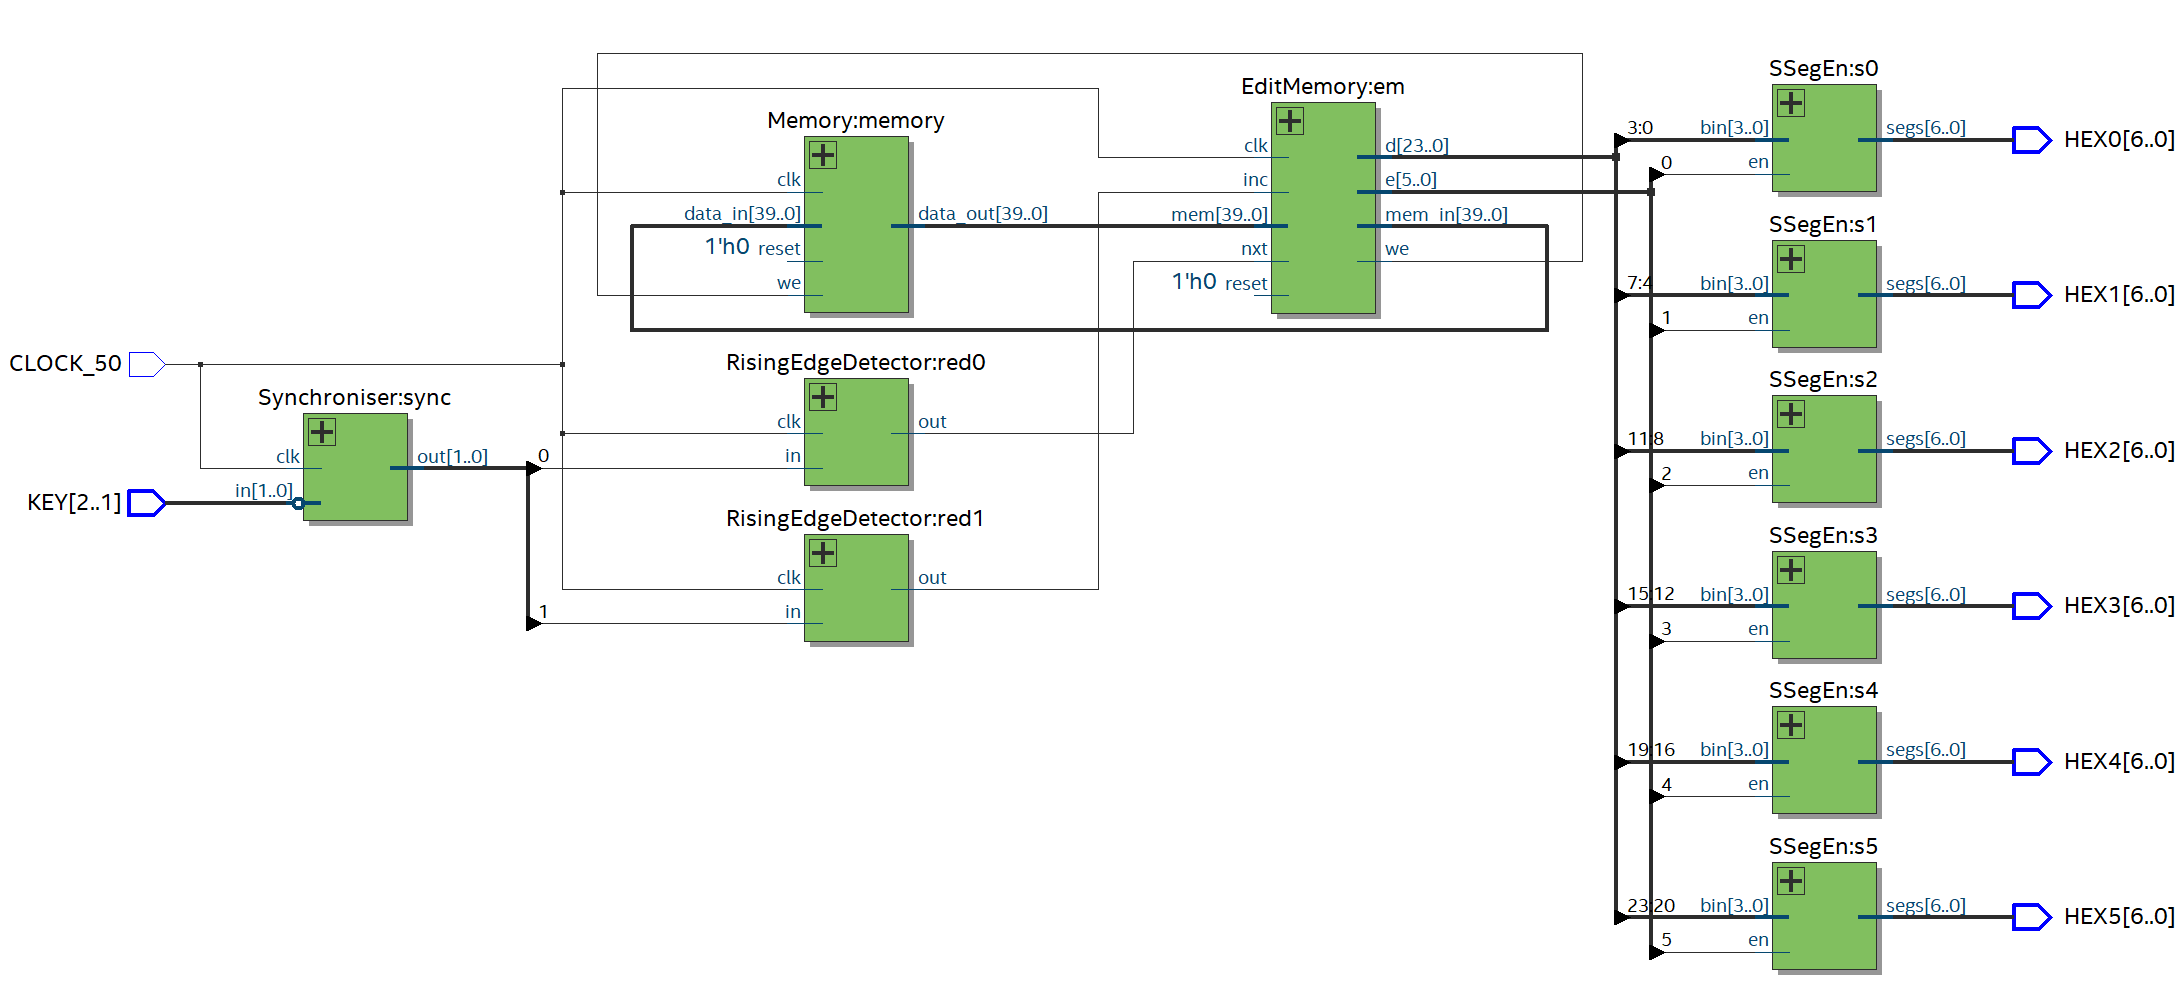 CLOCK_50
KEY[2..1]
Synchroniser:sync
clk
in[1..0]
out[1..0]
0
1
Memory:memory
clk
data_in[39..0]
1'h0 reset
we
data_out[39..0]
RisingEdgeDetector:red0
clk
in
out
RisingEdgeDetector:red1
clk
in
out
EditMemory:em
clk
inc
mem[39..0]
nxt
1'h0 reset
d[23..0]
e[5..0]
mem_in[39..0]
we
SSegEn:s0
3:0 bin[3..0] segs[6..0] HEX0[6..0]
0 en
SSegEn:s1
7:4 bin[3..0] segs[6..0] HEX1[6..0]
1 en
SSegEn:s2
11:8 bin[3..0] segs[6..0] HEX2[6..0]
2 en
SSegEn:s3
15:12 bin[3..0] segs[6..0] HEX3[6..0]
3 en
SSegEn:s4
19:16 bin[3..0] segs[6..0] HEX4[6..0]
4 en
SSegEn:s5
23:20 bin[3..0] segs[6..0] HEX5[6..0]
5 en